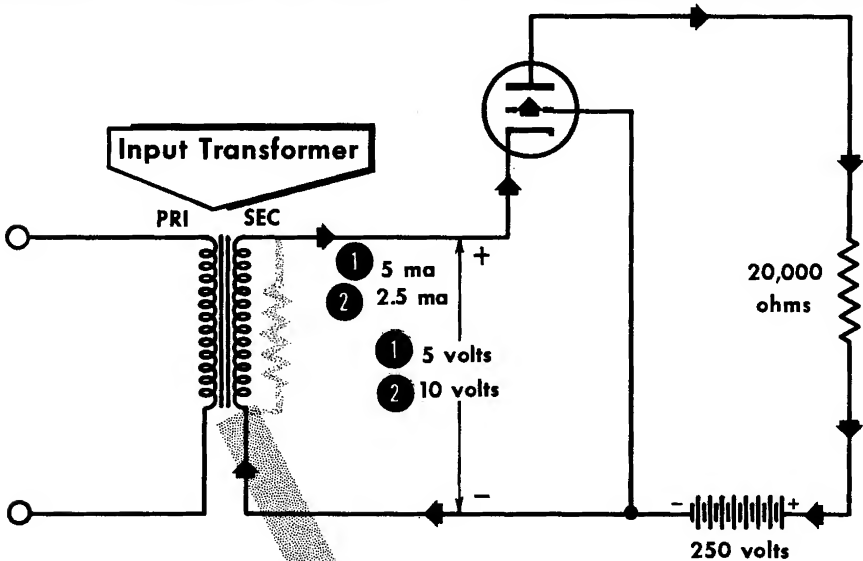 Input Transformer
PRI SEC
1 5 ma
2 2.5 ma
+
1 5 volts
2 10 volts
-
20,000
ohms
- +
250 volts